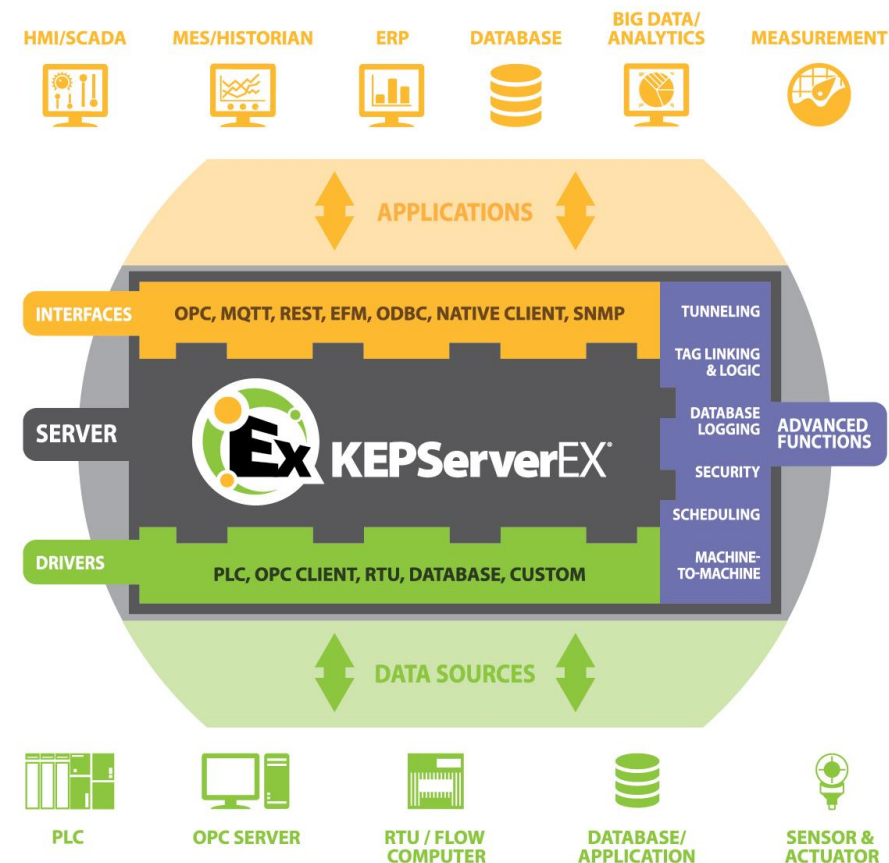 HMI/SCADA
MES/HISTORIAN
ERP
DATABASE
BIG DATA/
ANALYTICS
MEASUREMENT
APPLICATIONS
INTERFACES
OPC, MQTT, REST, EFM, ODBC, NATIVE CLIENT, SNMP
TUNNELING
TAG LINKING
& LOGIC
DATABASE
LOGGING
SECURITY
SCHEDULING
MACHINE-
TO-MACHINE
ADVANCED
FUNCTIONS
SERVER
Ex
KEPServerEX®
DRIVERS
PLC, OPC CLIENT, RTU, DATABASE, CUSTOM
DATA SOURCES
PLC
OPC SERVER
RTU / FLOW
COMPUTER
DATABASE/
APPLICATION
SENSOR &
ACTUATOR